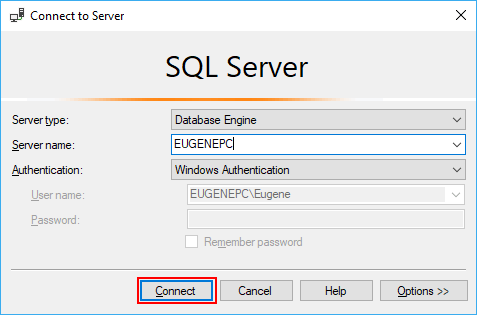 Connect to Server
SQL Server
Server type: Database Engine
Server name: EUGENEPC
Authentication: Windows Authentication
User name: EUGENEPC\Eugene
Password:
Remember password
Connect Cancel Help Options >>